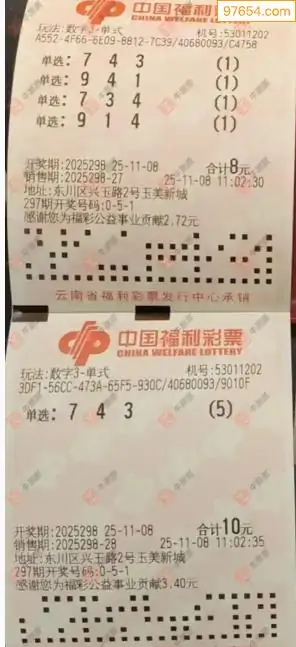 97654.com
中国福利彩票
CHINA WELFARE LOTTERY
玩法:数字3-单式 机号:53011202
A552-4F66-6E09-8812-7C39/40680093/C4758
单选: 7 4 3 (1)
单选: 9 4 1 (1)
单选: 7 3 4 (1)
单选: 9 1 4 (1)
开奖期:2025298 25-11-08 合计8元
销售期:2025298-27 25-11-08 11:02:30
地址:东川区兴玉路2号玉美新城
297期开奖号码:0-5-1
感谢您为福彩公益事业贡献2.72元
云南省福利彩票发行中心承销
中国福利彩票
CHINA WELFARE LOTTERY
玩法:数字3-单式 机号:53011202
3DF1-56CC-473A-65F5-930C/40680093/9010F
单选: 7 4 3 (5)
开奖期:2025298 25-11-08 合计10元
销售期:2025298-28 25-11-08 11:02:35
地址:东川区兴玉路2号玉美新城
297期开奖号码:0-5-1
感谢您为福彩公益事业贡献3.40元